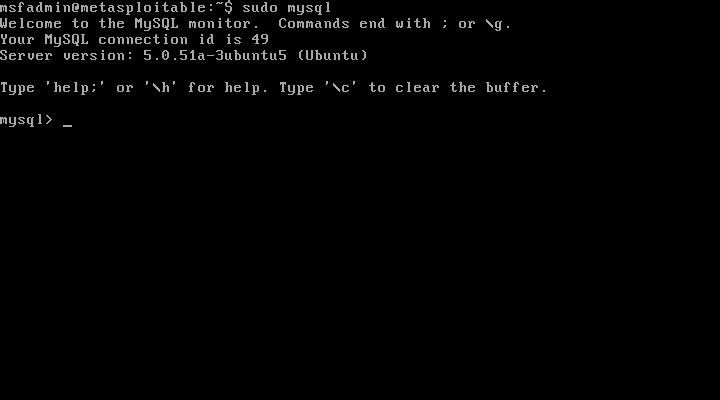 msfadmin@metasploitable:~$ sudo mysql
Welcome to the MySQL monitor.  Commands end with ; or \g.
Your MySQL connection id is 49
Server version: 5.0.51a-3ubuntu5 (Ubuntu)
Type 'help;' or '\h' for help. Type '\c' to clear the buffer.
mysql> _